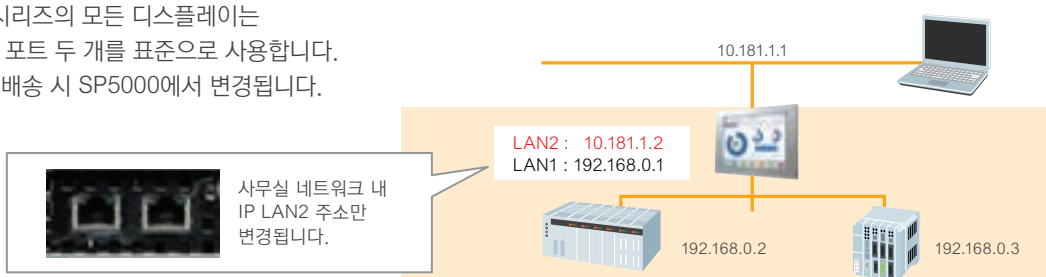 시리즈의 모든 디스플레이는
포트 두 개를 표준으로 사용합니다.
배송 시 SP5000에서 변경됩니다.
10.181.1.1
LAN2 : 10.181.1.2
LAN1 : 192.168.0.1
사무실 네트워크 내
IP LAN2 주소만
변경됩니다.
192.168.0.2
192.168.0.3